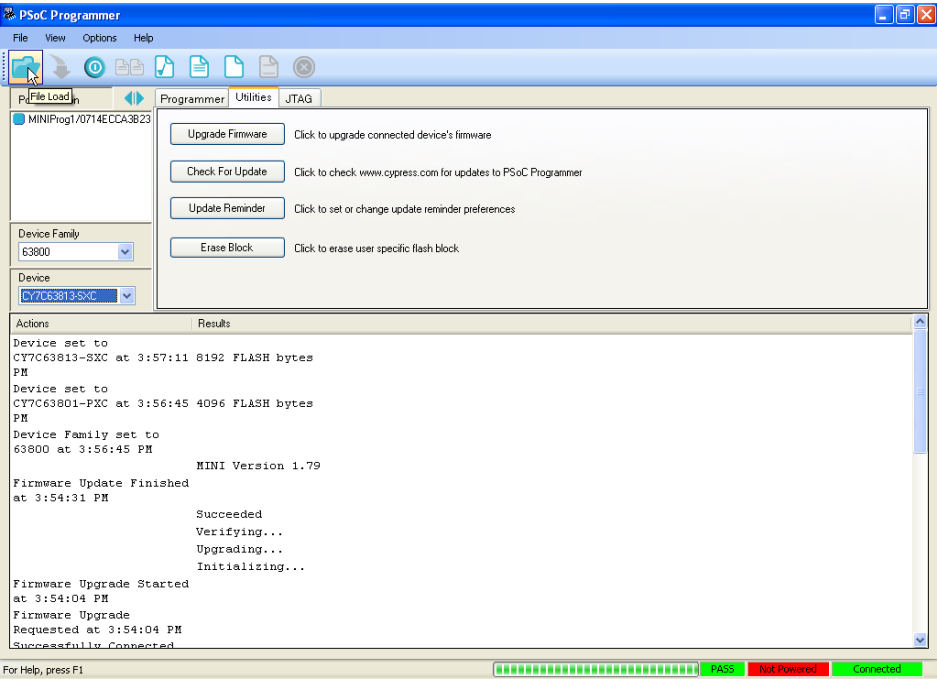 PSoC Programmer
File View Options Help
File Load
Programmer Utilities JTAG
MINIProg1/0714ECCA3B23
Upgrade Firmware Click to upgrade connected device's firmware
Check For Update Click to check www.cypress.com for updates to PSoC Programmer
Update Reminder Click to set or change update reminder preferences
Erase Block Click to erase user specific flash block
Device Family
63800
Device
CY7C63813-SXC
Actions Results
Device set to
CY7C63813-SXC at 3:57:11 8192 FLASH bytes
PM
Device set to
CY7C63801-PXC at 3:56:45 4096 FLASH bytes
PM
Device Family set to
63800 at 3:56:45 PM
MINI Version 1.79
Firmware Update Finished
at 3:54:31 PM
Succeeded
Verifying...
Upgrading...
Initializing...
Firmware Upgrade Started
at 3:54:04 PM
Firmware Upgrade
Requested at 3:54:04 PM
Successfully Connected
For Help, press F1 PASS Not Powered Connected